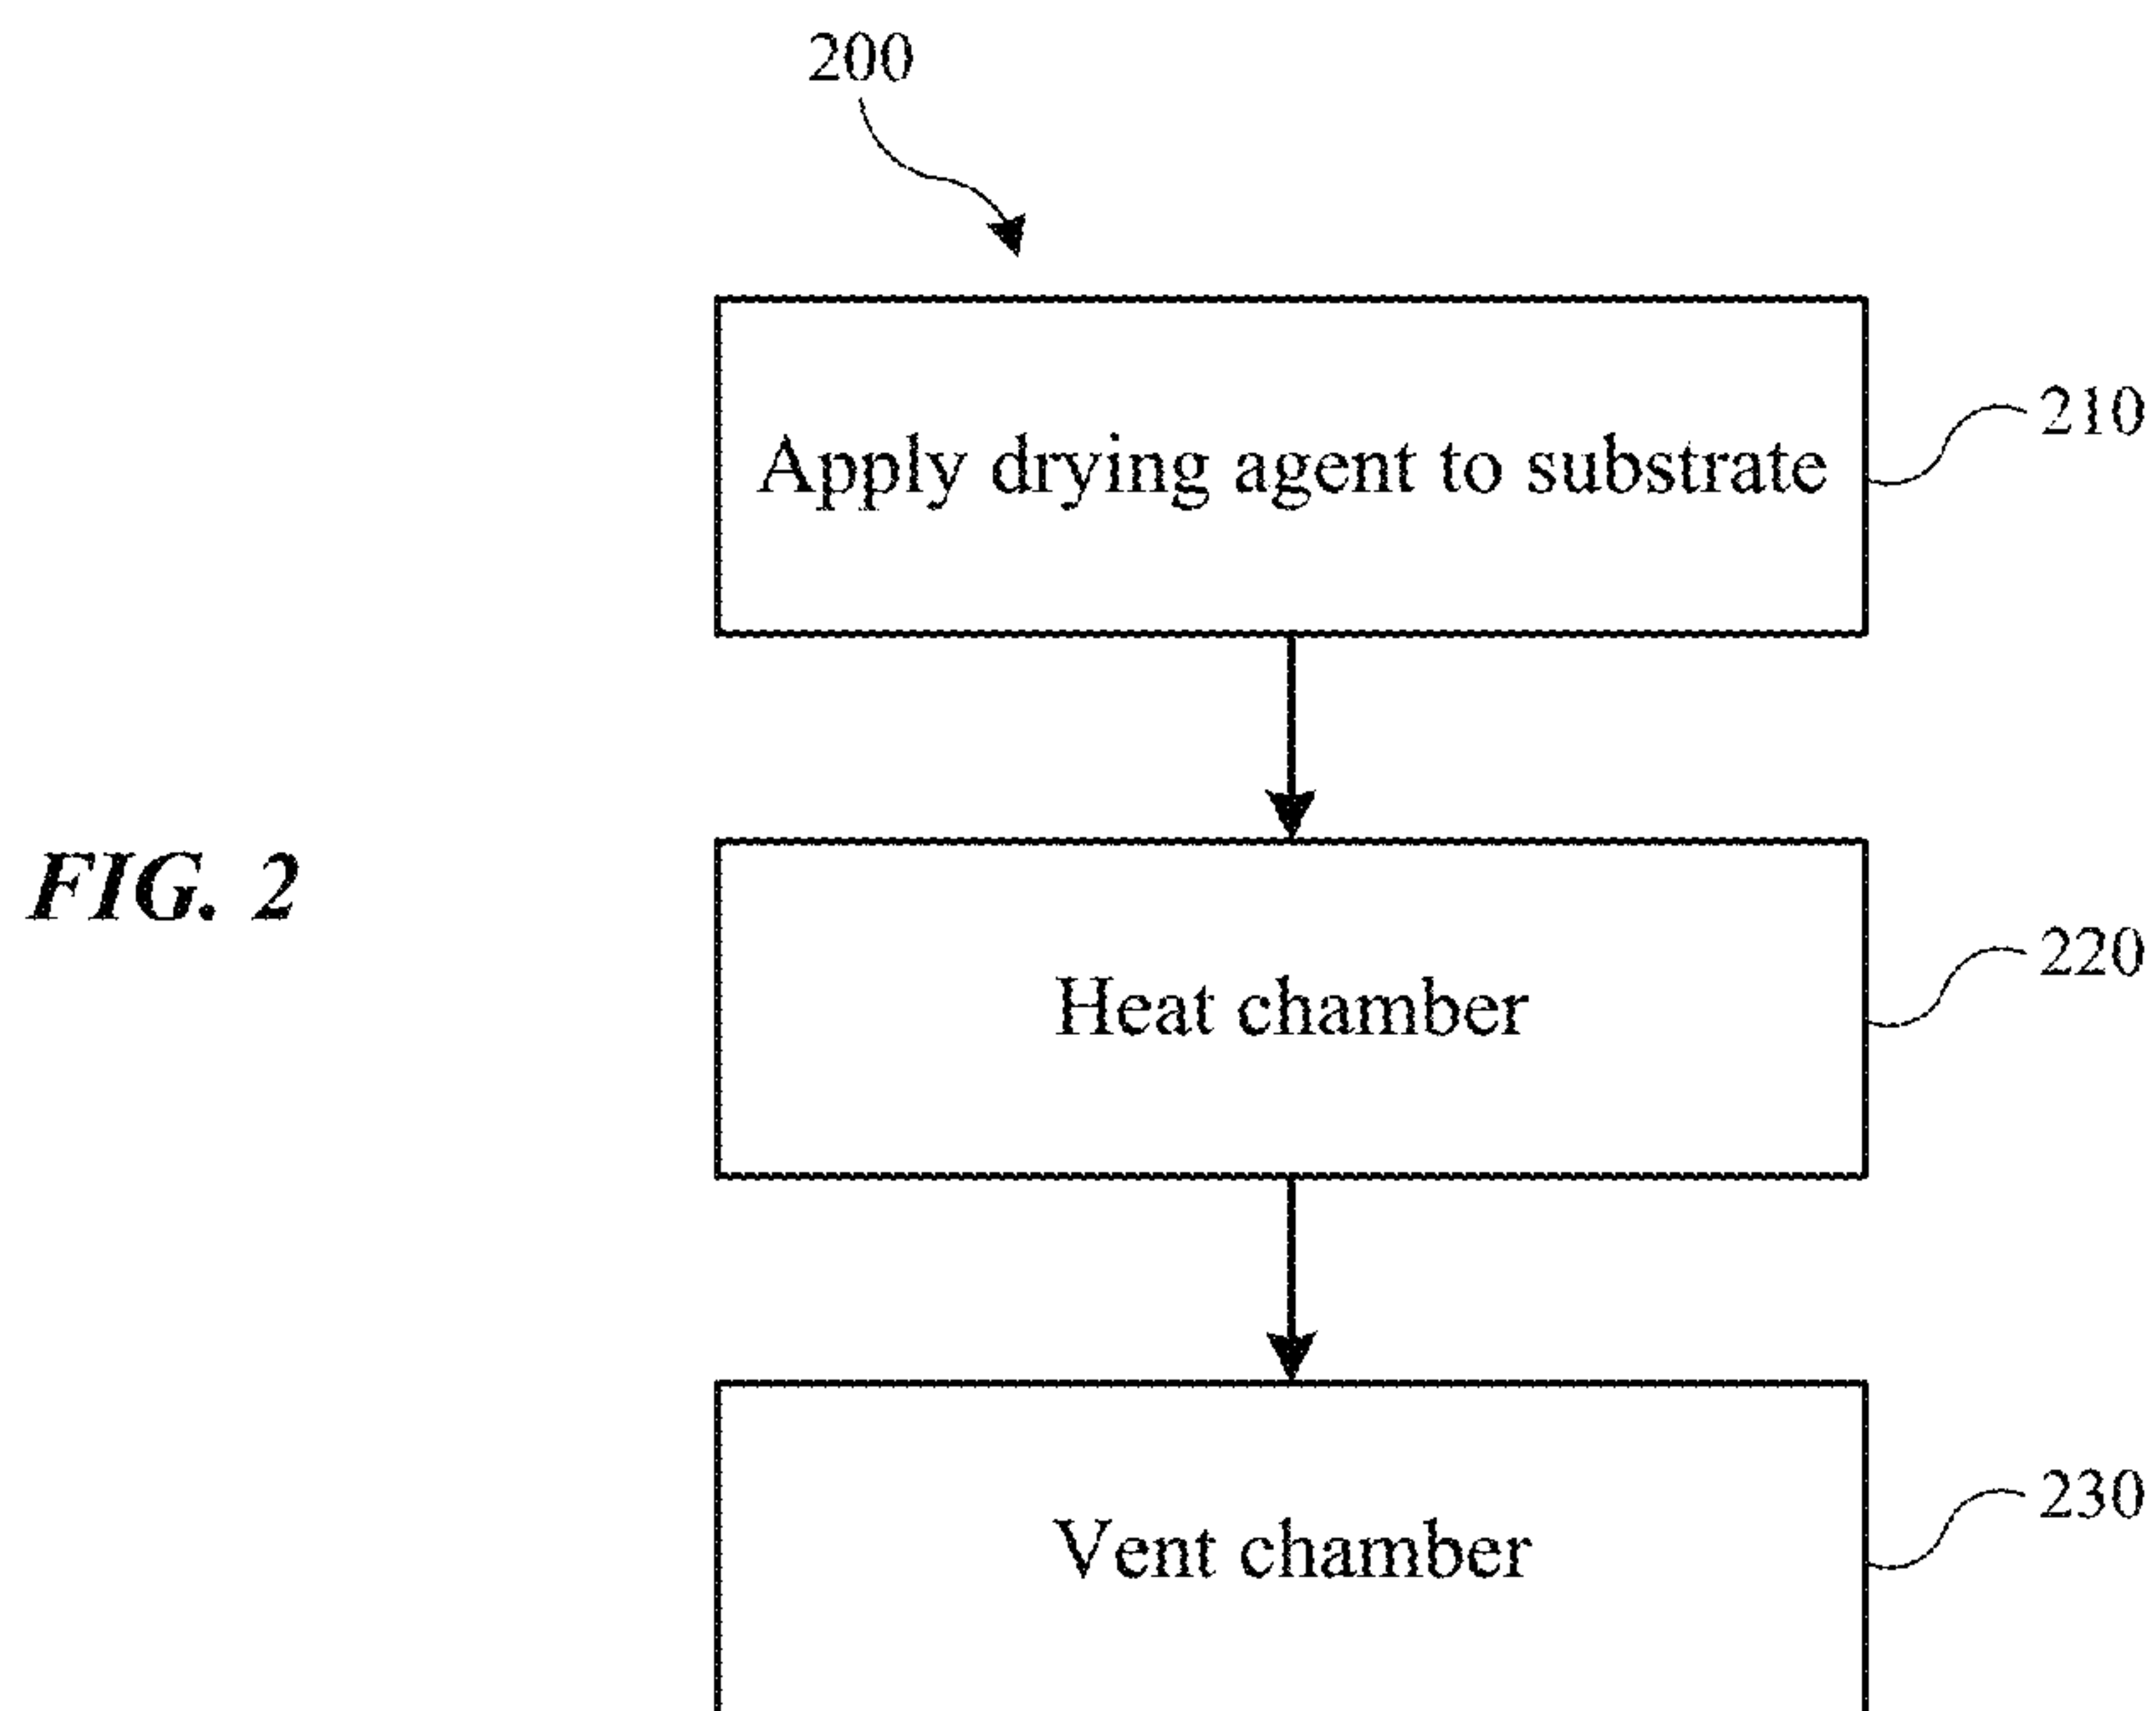 200
Apply drying agent to substrate
210
FIG. 2
Heat chamber
220
Vent chamber
230